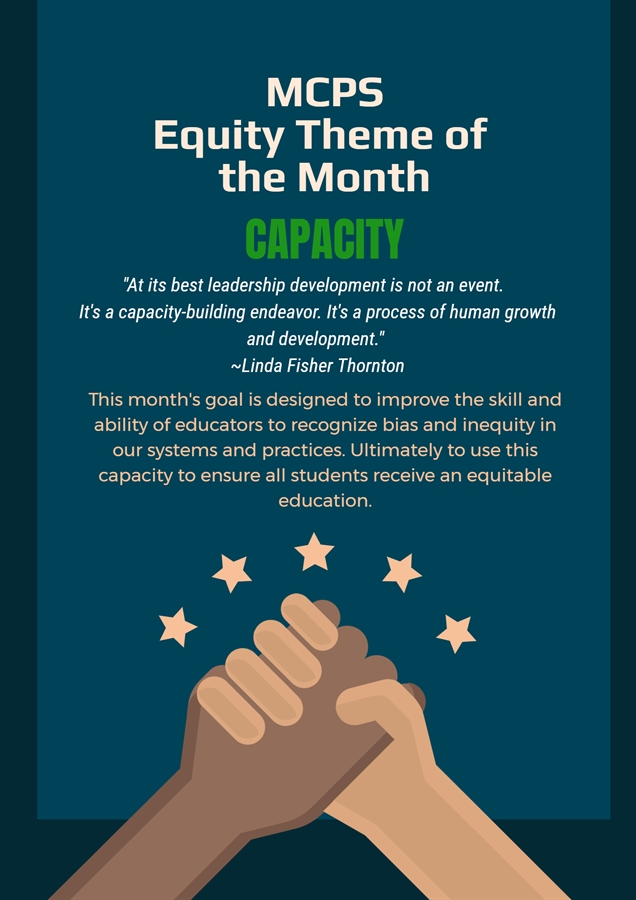 MCPS
Equity Theme of
the Month
CAPACITY
"At its best leadership development is not an event.
It's a capacity-building endeavor. It's a process of human growth
and development."
~Linda Fisher Thornton
This month's goal is designed to improve the skill and
ability of educators to recognize bias and inequity in
our systems and practices. Ultimately to use this
capacity to ensure all students receive an equitable
education.